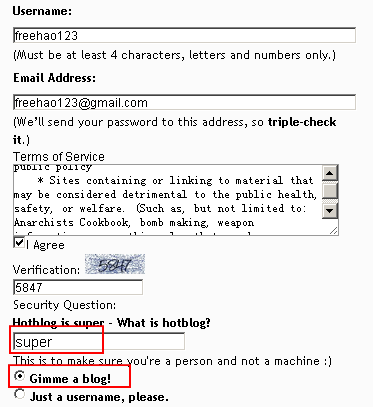 Username:
freehao123
(Must be at least 4 characters, letters and numbers only.)
Email Address:
freehao123@gmail.com
(We'll send your password to this address, so triple-check
it.)
Terms of Service
public policy
* Sites containing or linking to material that
may be considered detrimental to the public health,
safety, or welfare. (Such as, but not limited to:
Anarchists Cookbook, bomb making, weapon
I Agree
Verification: 5847
5847
Security Question:
Hotblog is super - What is hotblog?
super
This is to make sure you're a person and not a machine :)
Gimme a blog!
Just a username, please.